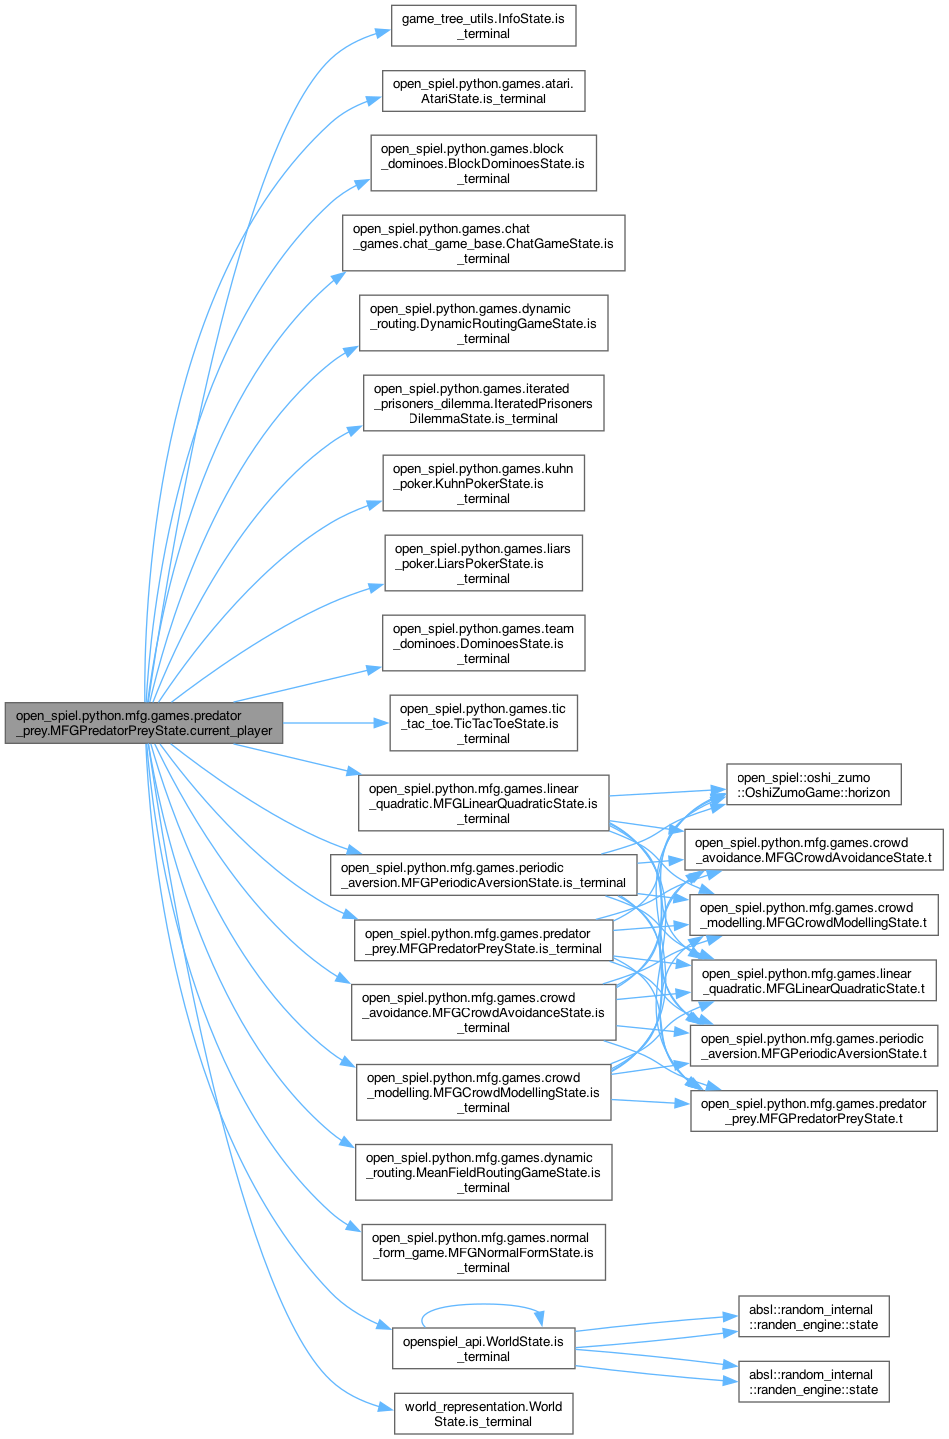 game_tree_utils.InfoState.is
_terminal
open_spiel.python.games.atari.
AtariState.is_terminal
open_spiel.python.games.block
_dominoes.BlockDominoesState.is
_terminal
open_spiel.python.games.chat
_games.chat_game_base.ChatGameState.is
_terminal
open_spiel.python.games.dynamic
_routing.DynamicRoutingGameState.is
_terminal
open_spiel.python.games.iterated
_prisoners_dilemma.IteratedPrisoners
DilemmaState.is_terminal
open_spiel.python.games.kuhn
_poker.KuhnPokerState.is
_terminal
open_spiel.python.games.liars
_poker.LiarsPokerState.is
_terminal
open_spiel.python.games.team
_dominoes.DominoesState.is
_terminal
open_spiel.python.mfg.games.predator
_prey.MFGPredatorPreyState.current_player
open_spiel.python.games.tic
_tac_toe.TicTacToeState.is
_terminal
open_spiel.python.mfg.games.linear
_quadratic.MFGLinearQuadraticState.is
_terminal
open_spiel.python.mfg.games.periodic
_aversion.MFGPeriodicAversionState.is_terminal
open_spiel.python.mfg.games.predator
_prey.MFGPredatorPreyState.is_terminal
open_spiel.python.mfg.games.crowd
_avoidance.MFGCrowdAvoidanceState.is
_terminal
open_spiel.python.mfg.games.crowd
_modelling.MFGCrowdModellingState.is
_terminal
open_spiel::oshi_zumo
::OshiZumoGame::horizon
open_spiel.python.mfg.games.crowd
_avoidance.MFGCrowdAvoidanceState.t
open_spiel.python.mfg.games.crowd
_modelling.MFGCrowdModellingState.t
open_spiel.python.mfg.games.linear
_quadratic.MFGLinearQuadraticState.t
open_spiel.python.mfg.games.periodic
_aversion.MFGPeriodicAversionState.t
open_spiel.python.mfg.games.predator
_prey.MFGPredatorPreyState.t
open_spiel.python.mfg.games.dynamic
_routing.MeanFieldRoutingGameState.is
_terminal
open_spiel.python.mfg.games.normal
_form_game.MFGNormalFormState.is
_terminal
openspiel_api.WorldState.is
_terminal
absl::random_internal
::randen_engine::state
absl::random_internal
::randen_engine::state
world_representation.World
State.is_terminal